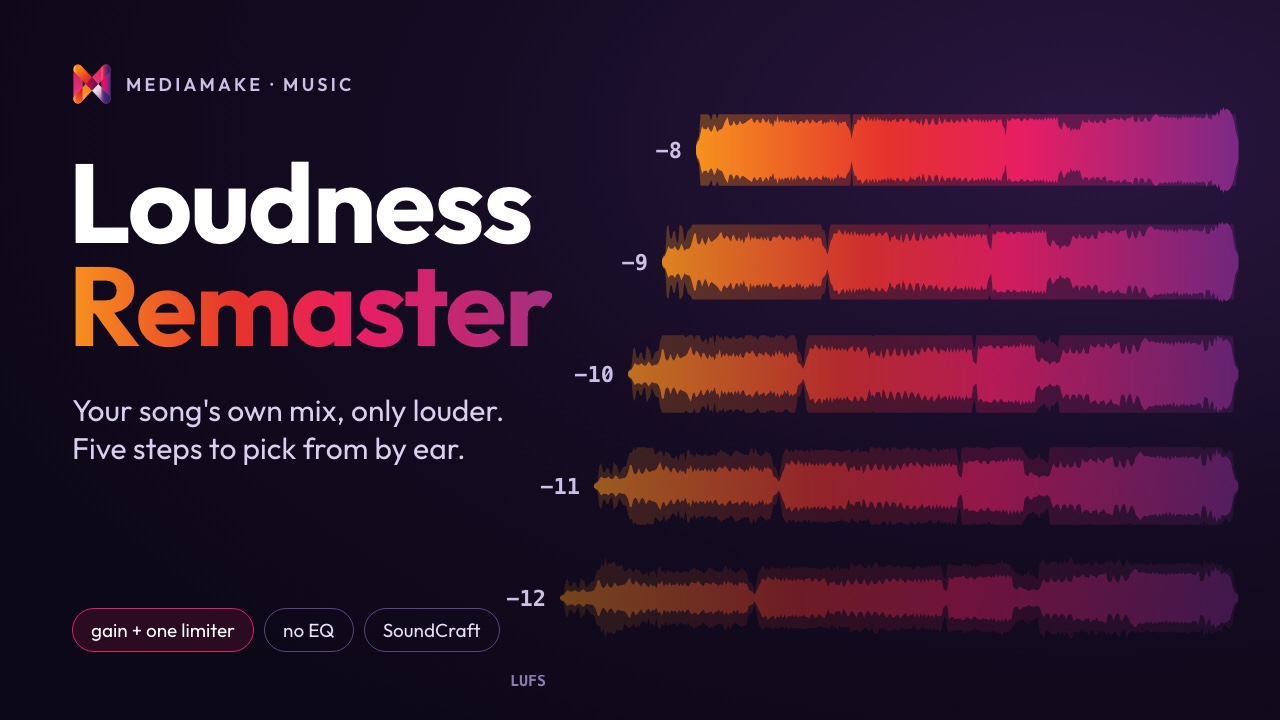 MEDIAMAKE · MUSIC
Loudness
Remaster
Your song's own mix, only louder.
Five steps to pick from by ear.
gain + one limiter
no EQ
SoundCraft
−8
−9
−10
−11
−12
LUFS